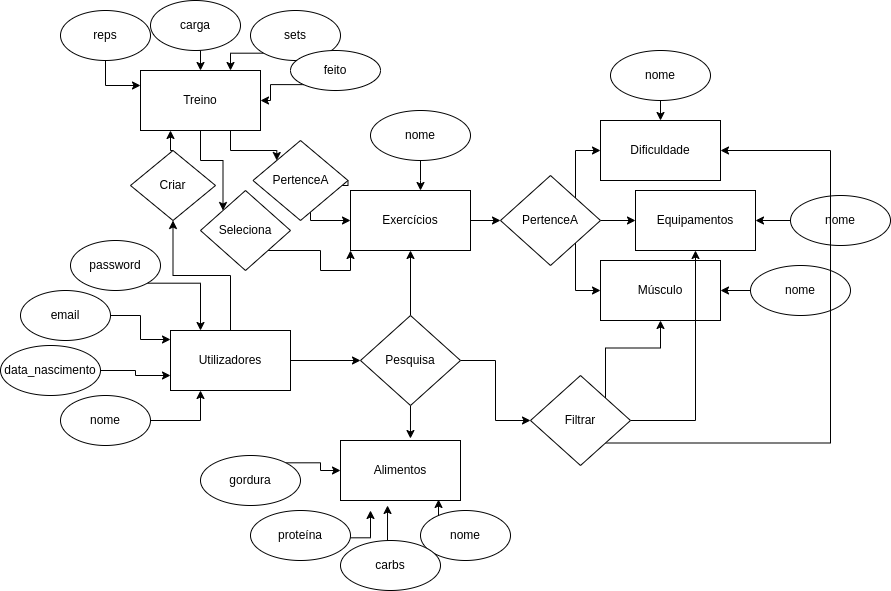 carga
reps
sets
feito
nome
Treino
nome
Dificuldade
PertenceA
Criar
Exercícios
PertenceA
Equipamentos
nome
Seleciona
password
Músculo
nome
email
Utilizadores
Pesquisa
data_nascimento
nome
Filtrar
Alimentos
gordura
proteína
nome
carbs